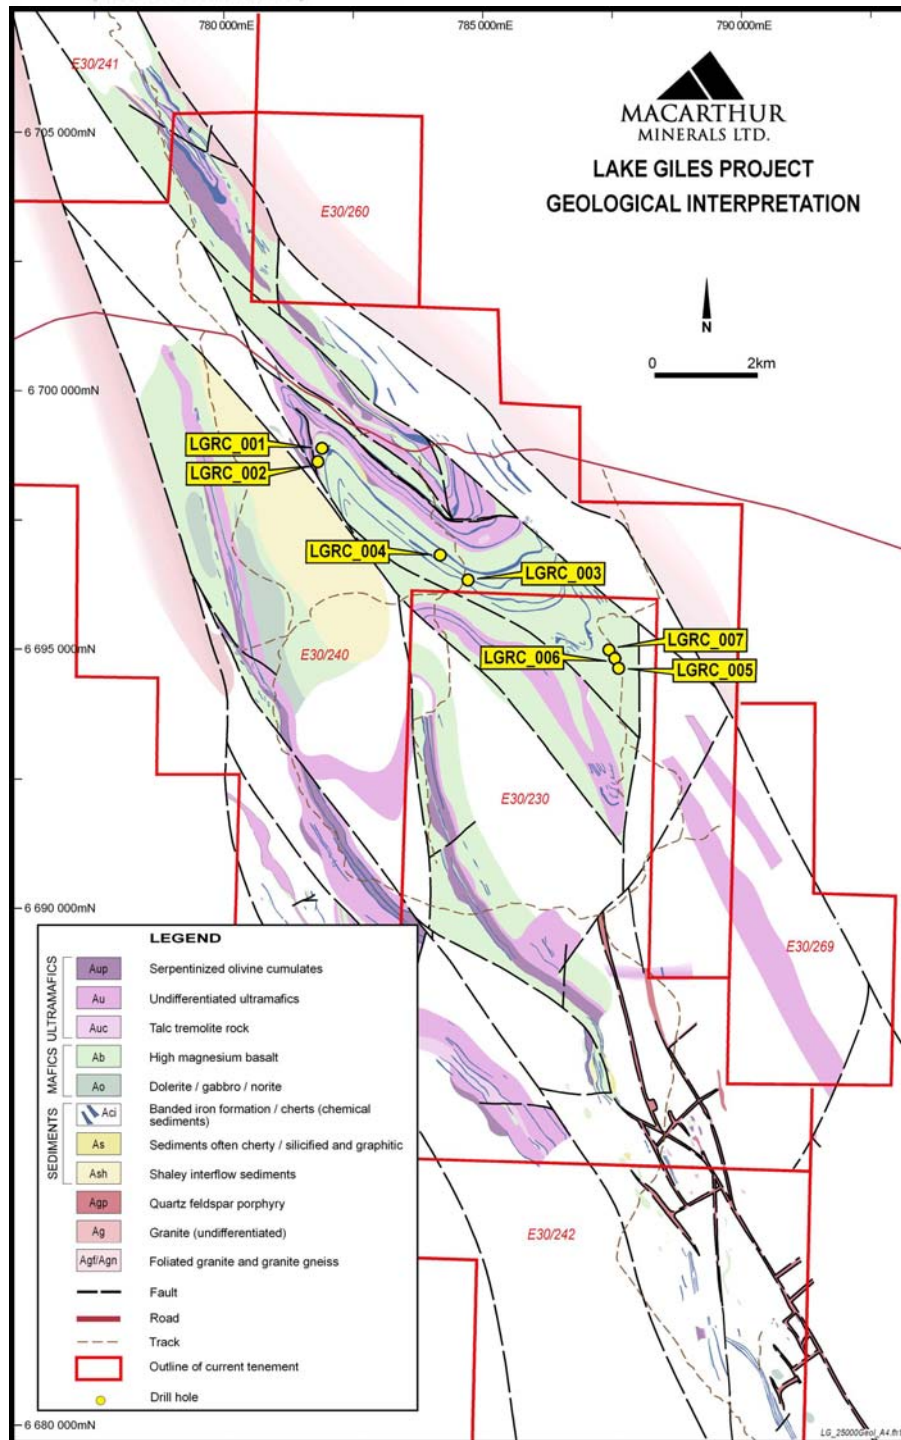 780 000mE
785 000mE
790 000mE
E30/241
MACARTHUR
MINERALS LTD.
6 705 000mN
LAKE GILES PROJECT
GEOLOGICAL INTERPRETATION
E30/260
N
0 2km
6 700 000mN
LGRC_001
LGRC_002
LGRC_004
LGRC_003
LGRC_007
6 695 000mN
E30/240
LGRC_006
LGRC_005
E30/230
6 690 000mN
E30/269
LEGEND
ULTRAMAFICS
Aup Serpentinized olivine cumulates
Au Undifferentiated ultramafics
Auc Talc tremolite rock
MAFICS
Ab High magnesium basalt
Ao Dolerite / gabbro / norite
SEDIMENTS
Aci Banded iron formation / cherts (chemical
sediments)
As Sediments often cherty / silicified and graphitic
Ash Shaley interflow sediments
Agp Quartz feldspar porphyry
Ag Granite (undifferentiated)
Agf/Agn Foliated granite and granite gneiss
Fault
Road
Track
Outline of current tenement
Drill hole
E30/242
6 680 000mN